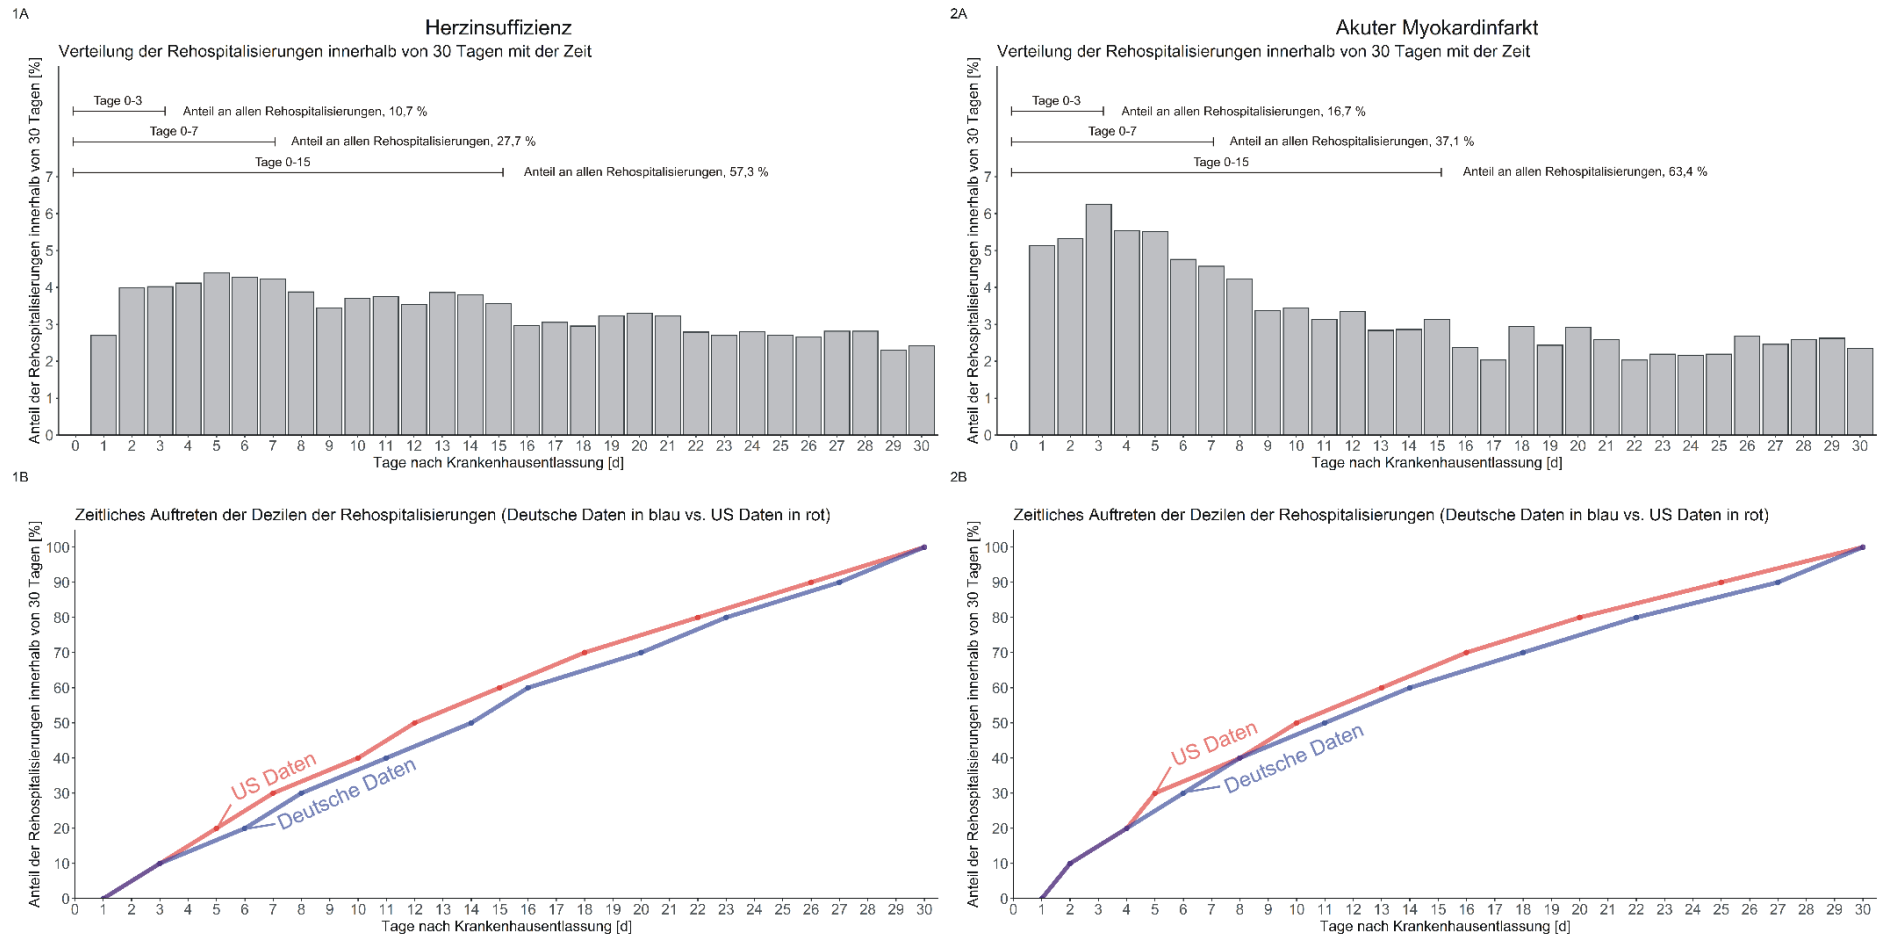 1A
Herzinsuffizienz
Verteilung der Rehospitalisierungen innerhalb von 30 Tagen mit der Zeit
Anteil der Rehospitalisierungen innerhalb von 30 Tagen [%]
Tage 0-3
Anteil an allen Rehospitalisierungen, 10,7 %
Tage 0-7
Anteil an allen Rehospitalisierungen, 27,7 %
Tage 0-15
Anteil an allen Rehospitalisierungen, 57,3 %
7
6
5
4
3
2
1
0
0 1 2 3 4 5 6 7 8 9 10 11 12 13 14 15 16 17 18 19 20 21 22 23 24 25 26 27 28 29 30
Tage nach Krankenhausentlassung [d]
2A
Akuter Myokardinfarkt
Verteilung der Rehospitalisierungen innerhalb von 30 Tagen mit der Zeit
Anteil der Rehospitalisierungen innerhalb von 30 Tagen [%]
Tage 0-3
Anteil an allen Rehospitalisierungen, 16,7 %
Tage 0-7
Anteil an allen Rehospitalisierungen, 37,1 %
Tage 0-15
Anteil an allen Rehospitalisierungen, 63,4 %
7
6
5
4
3
2
1
0
0 1 2 3 4 5 6 7 8 9 10 11 12 13 14 15 16 17 18 19 20 21 22 23 24 25 26 27 28 29 30
Tage nach Krankenhausentlassung [d]
1B
Zeitliches Auftreten der Dezilen der Rehospitalisierungen (Deutsche Daten in blau vs. US Daten in rot)
Anteil der Rehospitalisierungen innerhalb von 30 Tagen [%]
100
90
80
70
60
50
40
30
20
10
0
US Daten
Deutsche Daten
0 1 2 3 4 5 6 7 8 9 10 11 12 13 14 15 16 17 18 19 20 21 22 23 24 25 26 27 28 29 30
Tage nach Krankenhausentlassung [d]
2B
Zeitliches Auftreten der Dezilen der Rehospitalisierungen (Deutsche Daten in blau vs. US Daten in rot)
Anteil der Rehospitalisierungen innerhalb von 30 Tagen [%]
100
90
80
70
60
50
40
30
20
10
0
US Daten
Deutsche Daten
0 1 2 3 4 5 6 7 8 9 10 11 12 13 14 15 16 17 18 19 20 21 22 23 24 25 26 27 28 29 30
Tage nach Krankenhausentlassung [d]